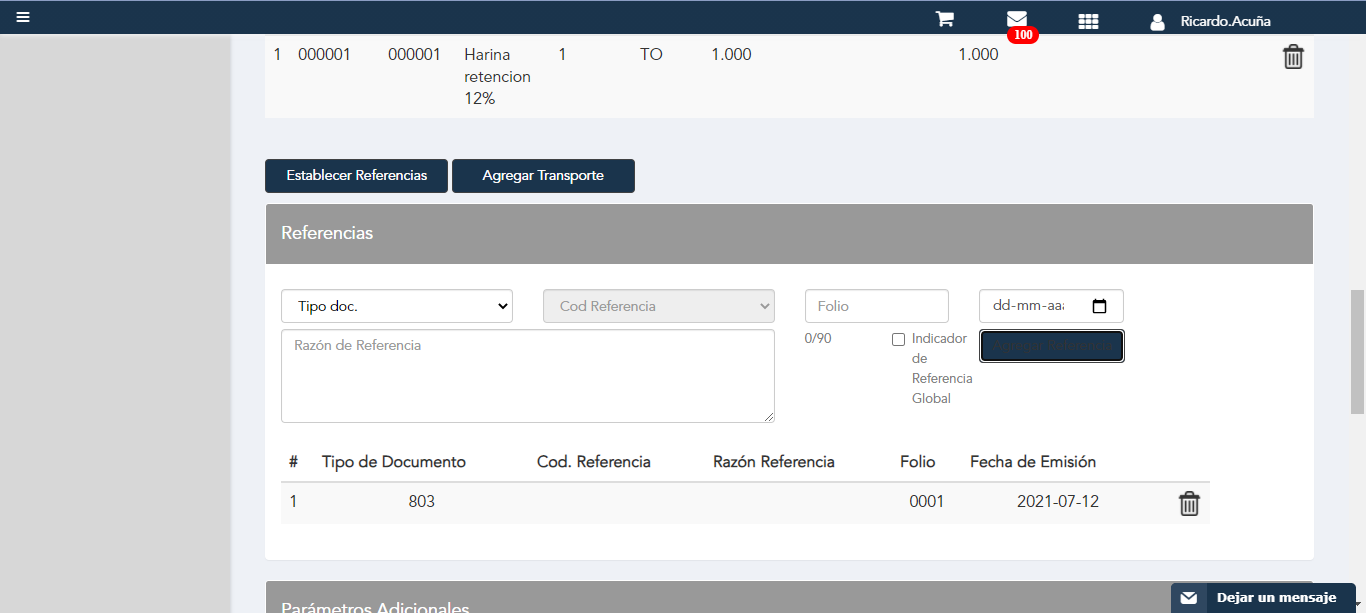 Ricardo.Acuña
100
1 000001 000001 Harina 1 TO 1.000 1.000
retencion
12%
Establecer Referencias Agregar Transporte
Referencias
Tipo doc. Cod Referencia Folio dd-mm-aaa
Razón de Referencia 0/90 Indicador
de
Referencia
Global
# Tipo de Documento Cod. Referencia Razón Referencia Folio Fecha de Emisión
1 803 0001 2021-07-12
Parámetros Adicionales
Dejar un mensaje